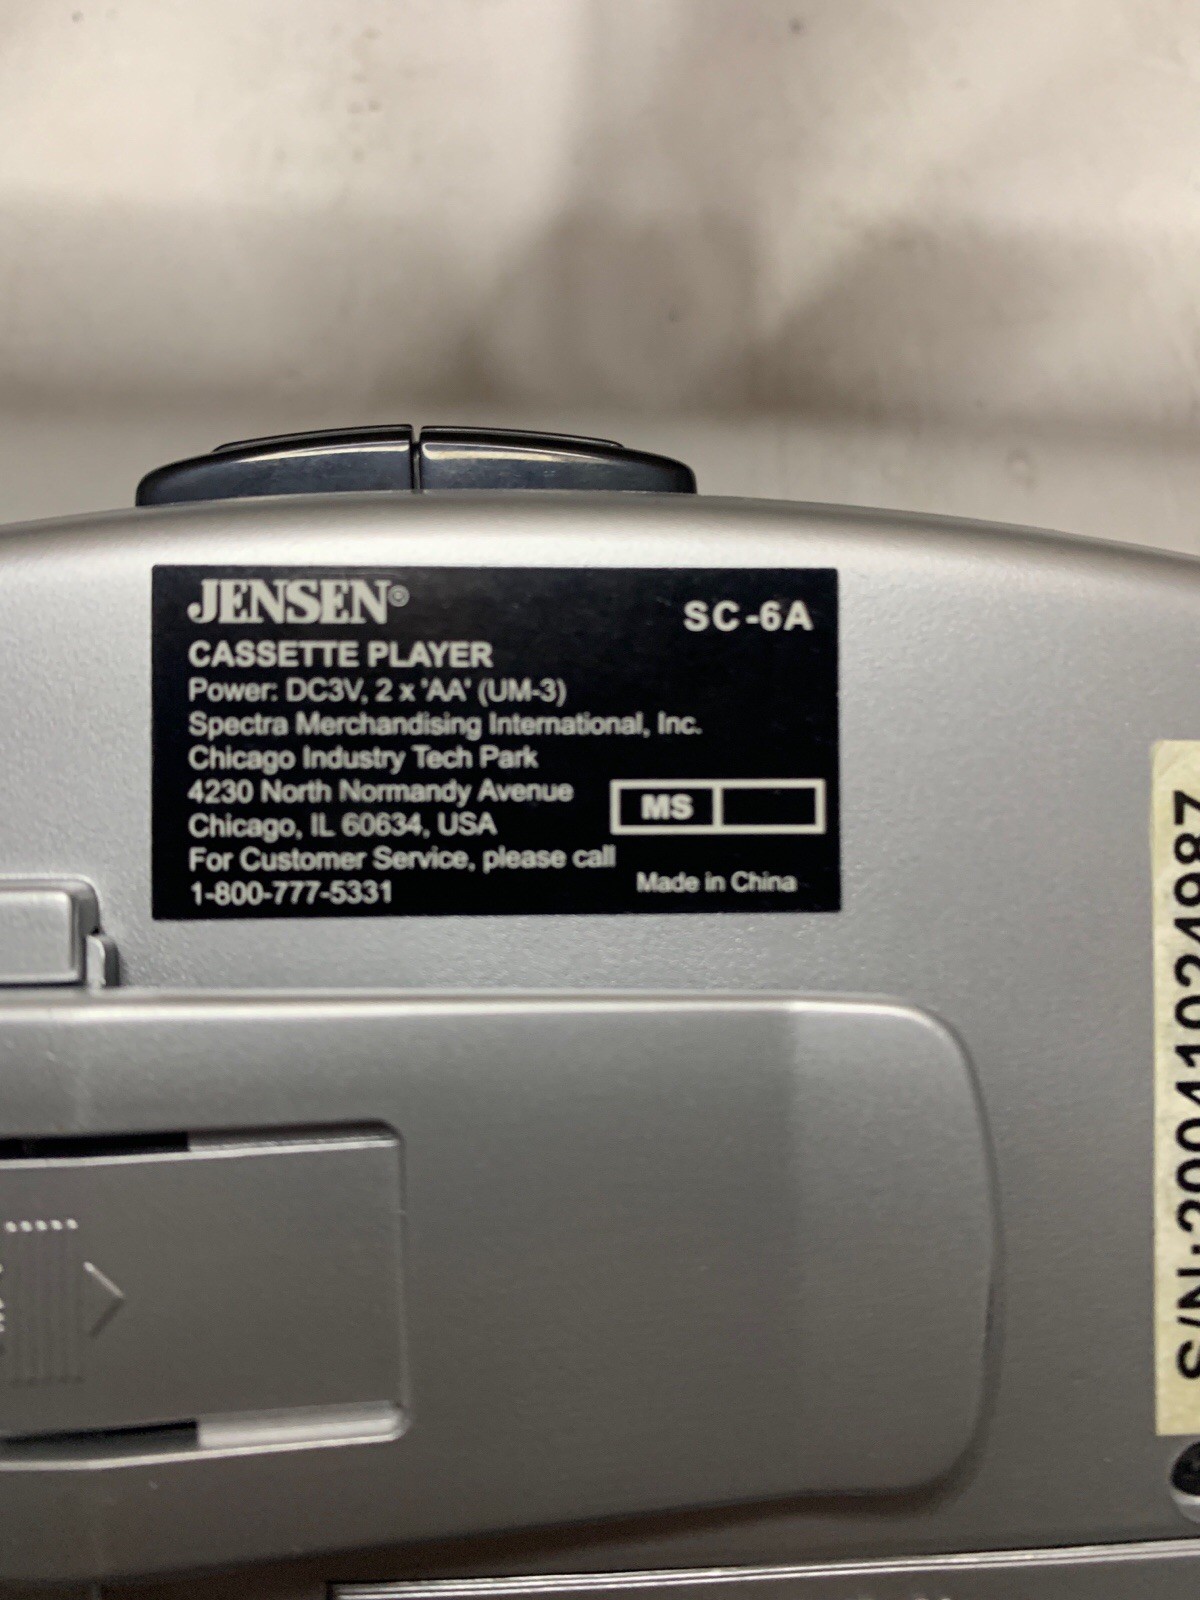 JENSEN®
SC-6A
CASSETTE PLAYER
Power: DC3V, 2 x 'AA' (UM-3)
Spectra Merchandising International, Inc.
Chicago Industry Tech Park
4230 North Normandy Avenue
Chicago, IL 60634, USA
MS
For Customer Service, please call
1-800-777-5331
Made in China
S/N:20041024987